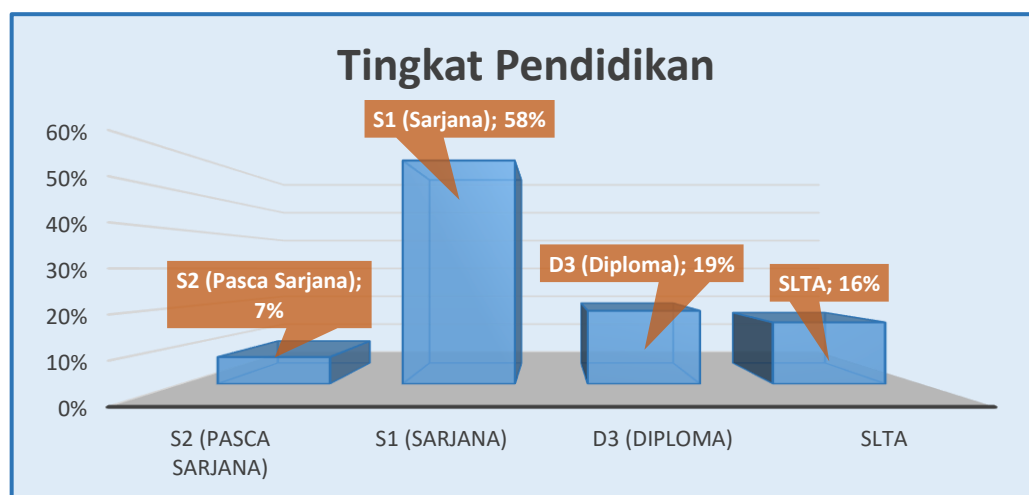 Tingkat Pendidikan
S1 (Sarjana); 58%
60%
50%
40%
30%
20%
10%
0%
S2 (Pasca Sarjana);
7%
D3 (Diploma); 19%
SLTA; 16%
S2 (PASCA
SARJANA)
S1 (SARJANA)
D3 (DIPLOMA)
SLTA